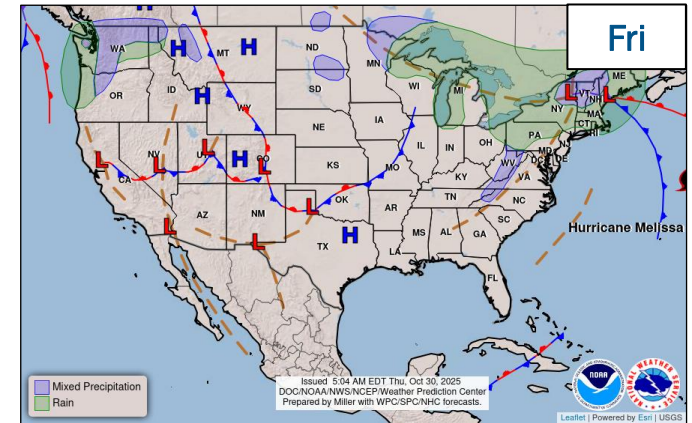 Fri
H
WA
H
MT
H
ND
MN
ID
OR
H
WY
SD
WI
MI
NY
L
VT
NH
L
ME
MA
CT
RI
NE
IA
IL
IN
OH
PA
NJ
MD
DE
DC
WV
VA
L
CA
NV
L
L
UT
H
CO
L
KS
MO
KY
AZ
NM
L
OK
AR
TN
NC
SC
L
L
TX
H
LA
MS
AL
GA
FL
Hurricane Melissa
Issued 5:04 AM EDT Thu, Oct 30, 2025
DOC/NOAA/NWS/NCEP/Weather Prediction Center
Prepared by Miller with WPC/SPC/NHC forecasts.
Mixed Precipitation
Rain
NOAA
NATIONAL WEATHER SERVICE
Leaflet | Powered by Esri | USGS